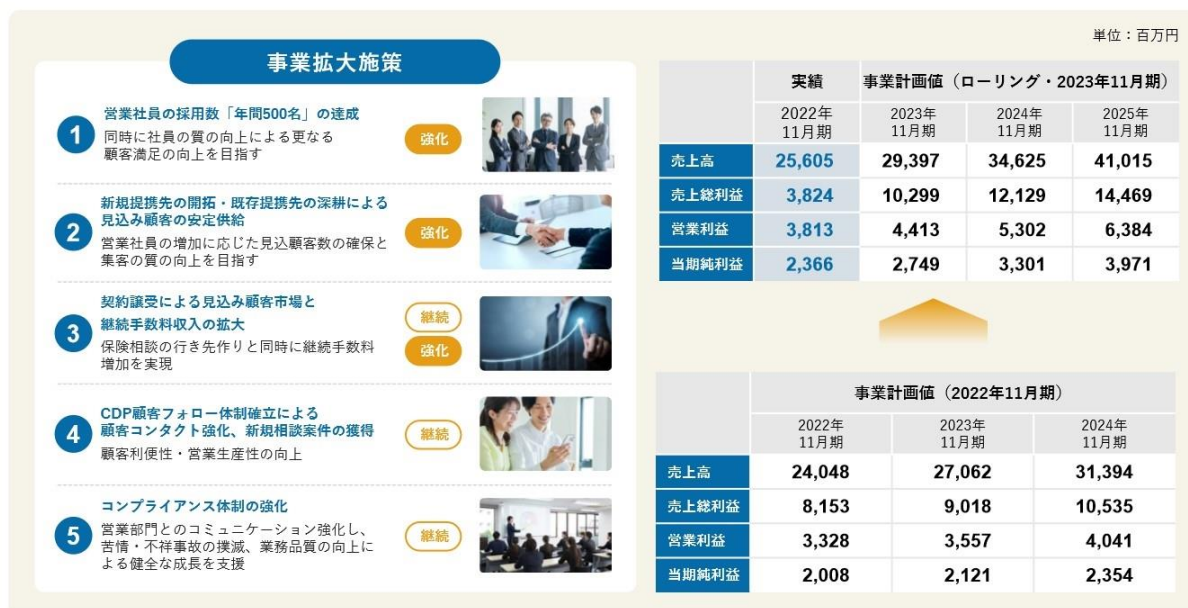 事業拡大施策
1
営業社員の採用数「年間500名」の達成
同時に社員の質の向上による更なる
顧客満足の向上を目指す
強化
2
新規提携先の開拓・既存提携先の深耕による
見込み顧客の安定供給
営業社員の増加に応じた見込顧客数の確保と
集客の質の向上を目指す
強化
3
契約譲受による見込み顧客市場と
継続手数料収入の拡大
保険相談の行き先作りと同時に継続手数料
増加を実現
継続
強化
4
CDP顧客フォロー体制確立による
顧客コンタクト強化、新規相談案件の獲得
顧客利便性・営業生産性の向上
継続
5
コンプライアンス体制の強化
営業部門とのコミュニケーション強化し、
苦情・不祥事故の撲滅、業務品質の向上に
よる健全な成長を支援
継続
単位：百万円
実績 事業計画値（ローリング・2023年11月期）
2022年 2023年 2024年 2025年
11月期 11月期 11月期 11月期
売上高 25,605 29,397 34,625 41,015
売上総利益 3,824 10,299 12,129 14,469
営業利益 3,813 4,413 5,302 6,384
当期純利益 2,366 2,749 3,301 3,971
事業計画値（2022年11月期）
2022年 2023年 2024年
11月期 11月期 11月期
売上高 24,048 27,062 31,394
売上総利益 8,153 9,018 10,535
営業利益 3,328 3,557 4,041
当期純利益 2,008 2,121 2,354